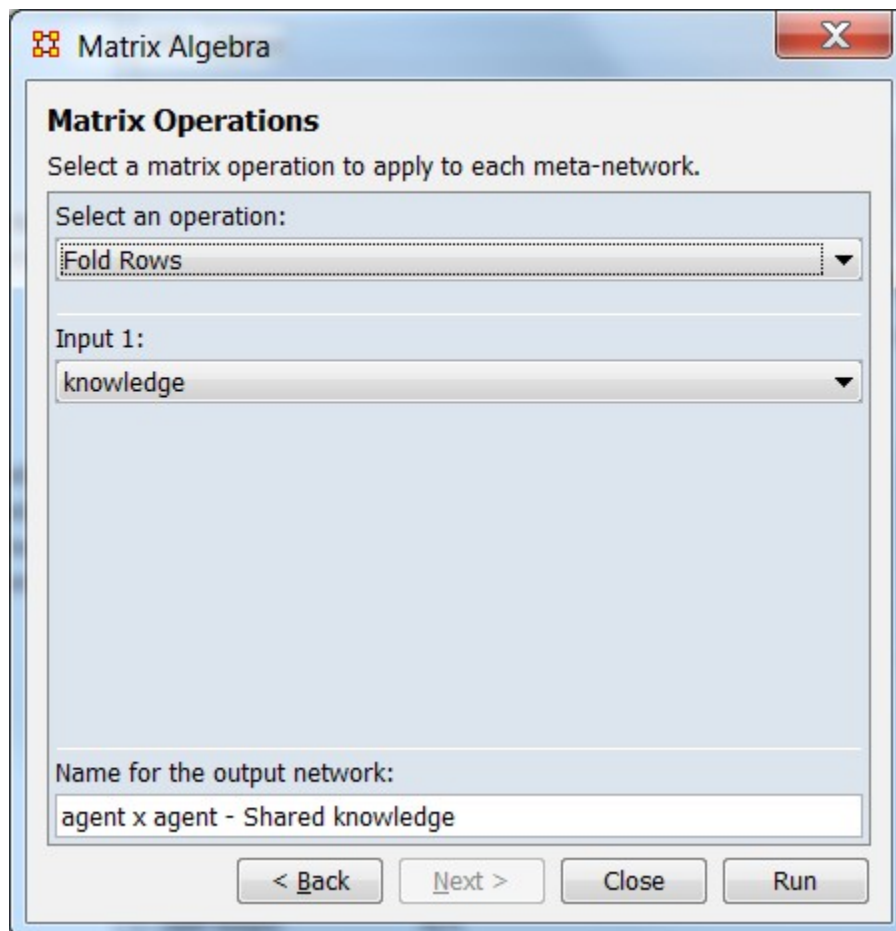 Matrix Algebra
Matrix Operations
Select a matrix operation to apply to each meta-network.
Select an operation:
Fold Rows
Input 1:
knowledge
Name for the output network:
agent x agent - Shared knowledge
< Back Next > Close Run